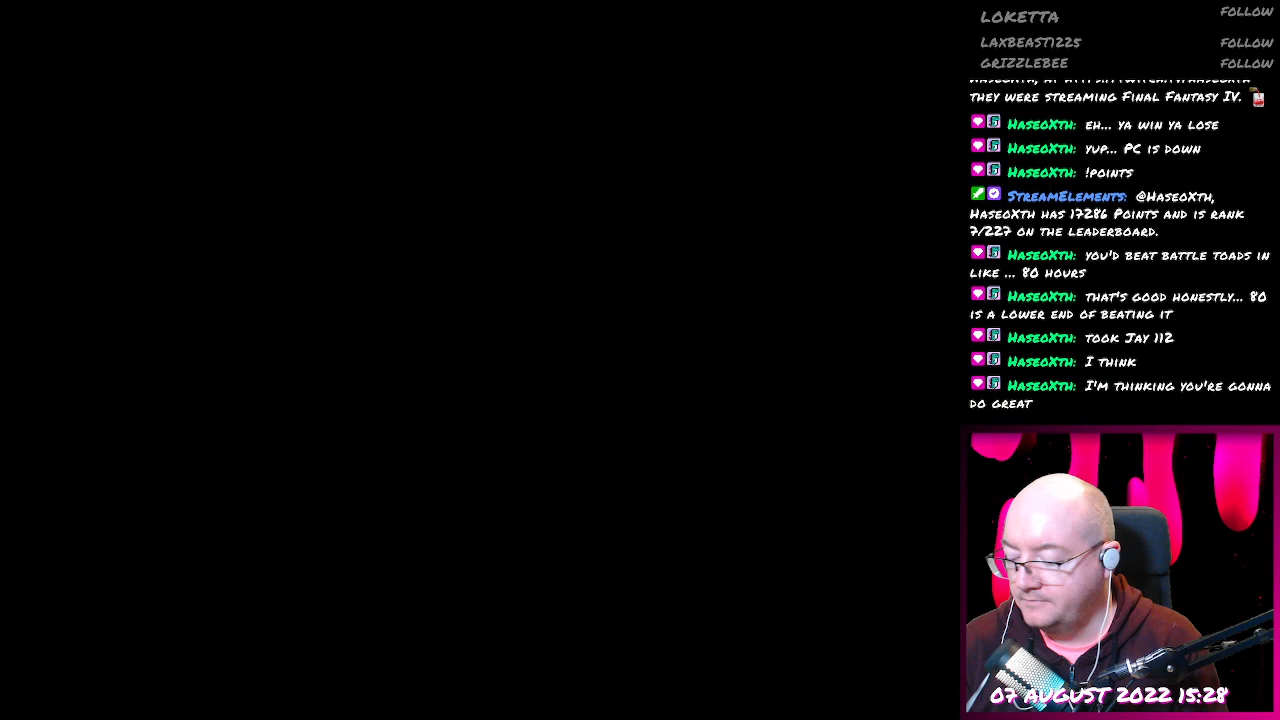 LOKETTA FOLLOW
LAXBEAST1225 FOLLOW
GRIZZLEBEE FOLLOW
THEY WERE STREAMING FINAL FANTASY IV.
HASEOXTH: EH... YA WIN YA LOSE
HASEOXTH: YUP... PC IS DOWN
HASEOXTH: !POINTS
STREAMELEMENTS: @HASEOXTH,
HASEOXTH HAS 17286 POINTS AND IS RANK
7/227 ON THE LEADERBOARD.
HASEOXTH: YOU'D BEAT BATTLE TOADS IN
LIKE ... 80 HOURS
HASEOXTH: THAT'S GOOD HONESTLY... 80
IS A LOWER END OF BEATING IT
HASEOXTH: TOOK JAY 112
HASEOXTH: I THINK
HASEOXTH: I'M THINKING YOU'RE GONNA
DO GREAT
07 AUGUST 2022 15:28